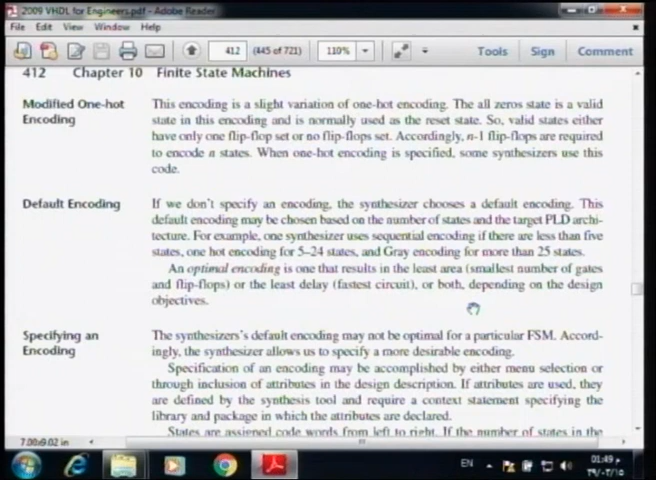 2009 VHDL for Engineers.pdf - Adobe Reader
File Edit View Window Help
412 (445 of 721) 110% Tools Sign Comment
412 Chapter 10 Finite State Machines
Modified One-hot
Encoding
This encoding is a slight variation of one-hot encoding. The all zeros state is a valid
state in this encoding and is normally used as the reset state. So, valid states either
have only one flip-flop set or no flip-flops set. Accordingly, n-1 flip-flops are required
to encode n states. When one-hot encoding is specified, some synthesizers use this
code.
Default Encoding
If we don't specify an encoding, the synthesizer chooses a default encoding. This
default encoding may be chosen based on the number of states and the target PLD archi-
tecture. For example, one synthesizer uses sequential encoding if there are less than five
states, one hot encoding for 5-24 states, and Gray encoding for more than 25 states.
An optimal encoding is one that results in the least area (smallest number of gates
and flip-flops) or the least delay (fastest circuit), or both, depending on the design
objectives.
Specifying an
Encoding
The synthesizers's default encoding may not be optimal for a particular FSM. Accord-
ingly, the synthesizer allows us to specify a more desirable encoding.
Specification of an encoding may be accomplished by either menu selection or
through inclusion of attributes in the design description. If attributes are used, they
are defined by the synthesis tool and require a context statement specifying the
library and package in which the attributes are declared.
States are assigned code words from left to right. If the number of states in the
7.00x9.02 in
EN
01:49 م